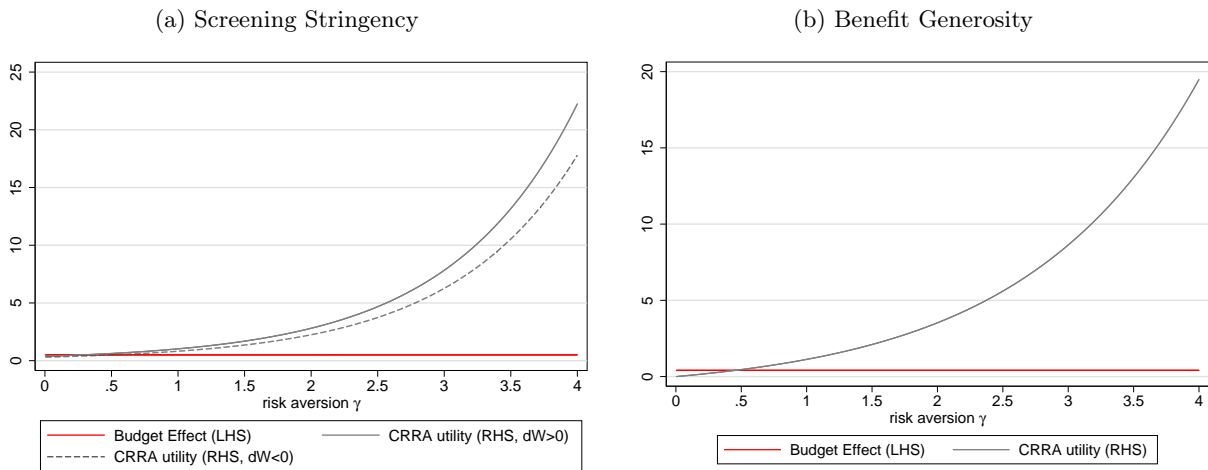 (a) Screening Stringency
25
20
15
10
5
0
0 .5 1 1.5 2 2.5 3 3.5 4
risk aversion γ
Budget Effect (LHS) CRRA utility (RHS, dW>0)
CRRA utility (RHS, dW<0)
(b) Benefit Generosity
20
15
10
5
0
0 .5 1 1.5 2 2.5 3 3.5 4
risk aversion γ
Budget Effect (LHS) CRRA utility (RHS)